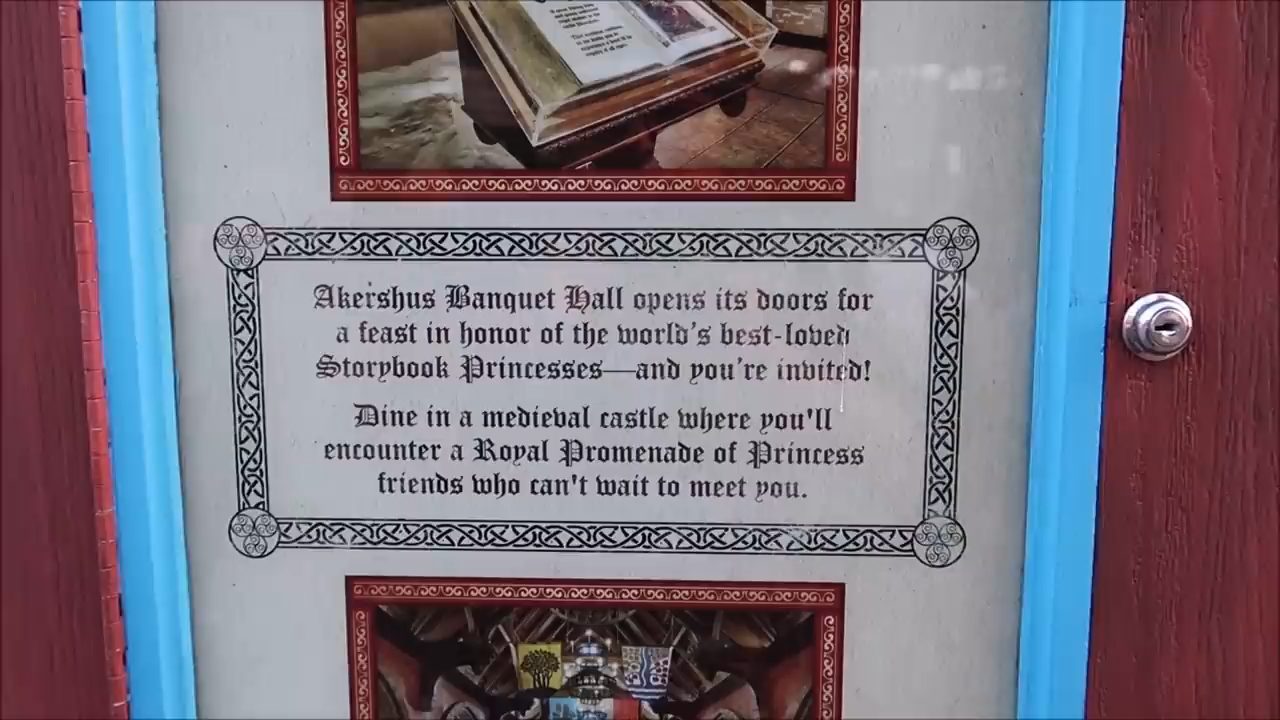 Akershus Banquet Hall opens its doors for
a feast in honor of the world's best-loved
Storybook Princesses—and you're invited!
Dine in a medieval castle where you'll
encounter a Royal Promenade of Princess
friends who can't wait to meet you.